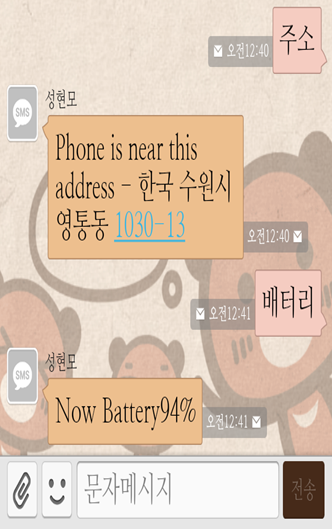 주소
오전12:40
성현모
SMS
Phone is near this
address - 한국 수원시
영통동 1030-13
오전12:40
배터리
오전12:41
성현모
SMS
Now Battery94%
오전12:41
문자메시지
전송